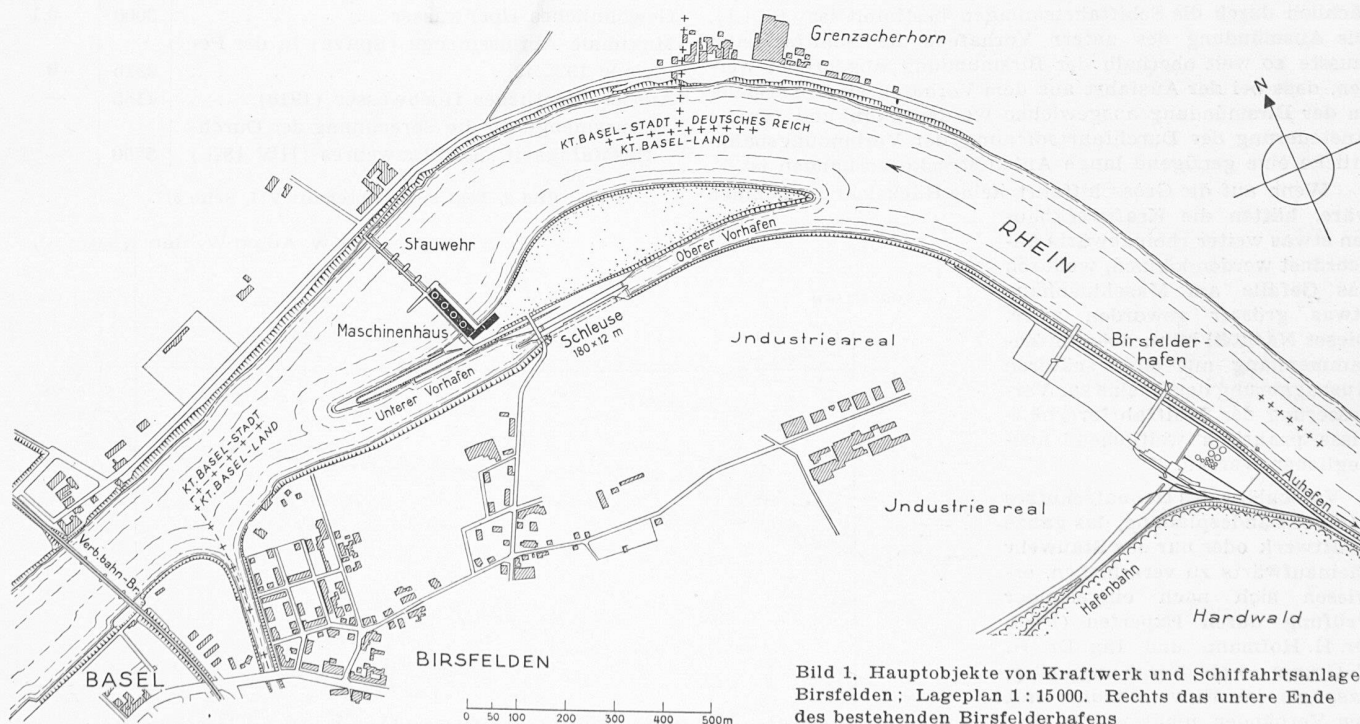 Grenzacherhorn
N
KT. BASEL-STADT + DEUTSCHES REICH
KT. BASEL-LAND
RHEIN
Stauwehr
Oberer Vorhafen
Maschinenhaus
Schleuse
180 x 12 m
Jndustrieareal
Birsfelder-
hafen
Unterer Vorhafen
KT. BASEL-STADT
KT. BASEL-LAND
Auhafen
Jndustrieareal
Verb.bahn-Br.
Hafenbahn
Hardwald
BIRSFELDEN
BASEL
0 50 100 200 300 400 500m
Bild 1. Hauptobjekte von Kraftwerk und Schiffahrtsanlage
Birsfelden; Lageplan 1 : 15000. Rechts das untere Ende
des bestehenden Birsfelderhafens